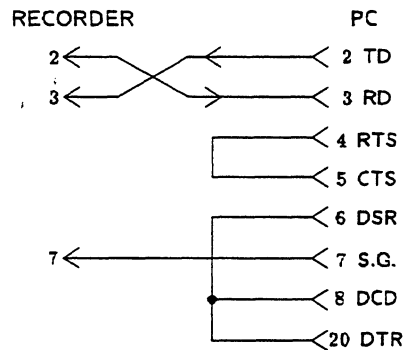 RECORDER PC
2 2 TD
3 3 RD
4 RTS
5 CTS
6 DSR
7 7 S.G.
8 DCD
20 DTR